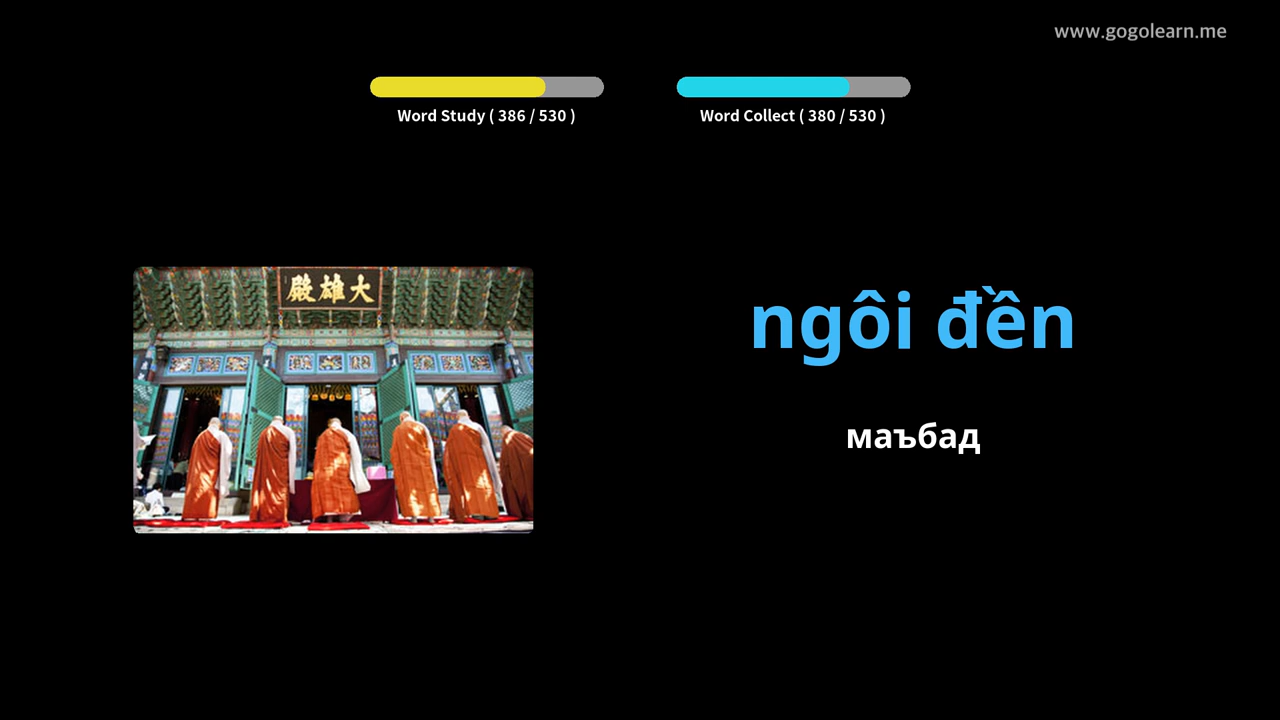 www.gogolearn.me
Word Study ( 386 / 530 )
Word Collect ( 380 / 530 )
殿雄大
ngôi đền
маъбад